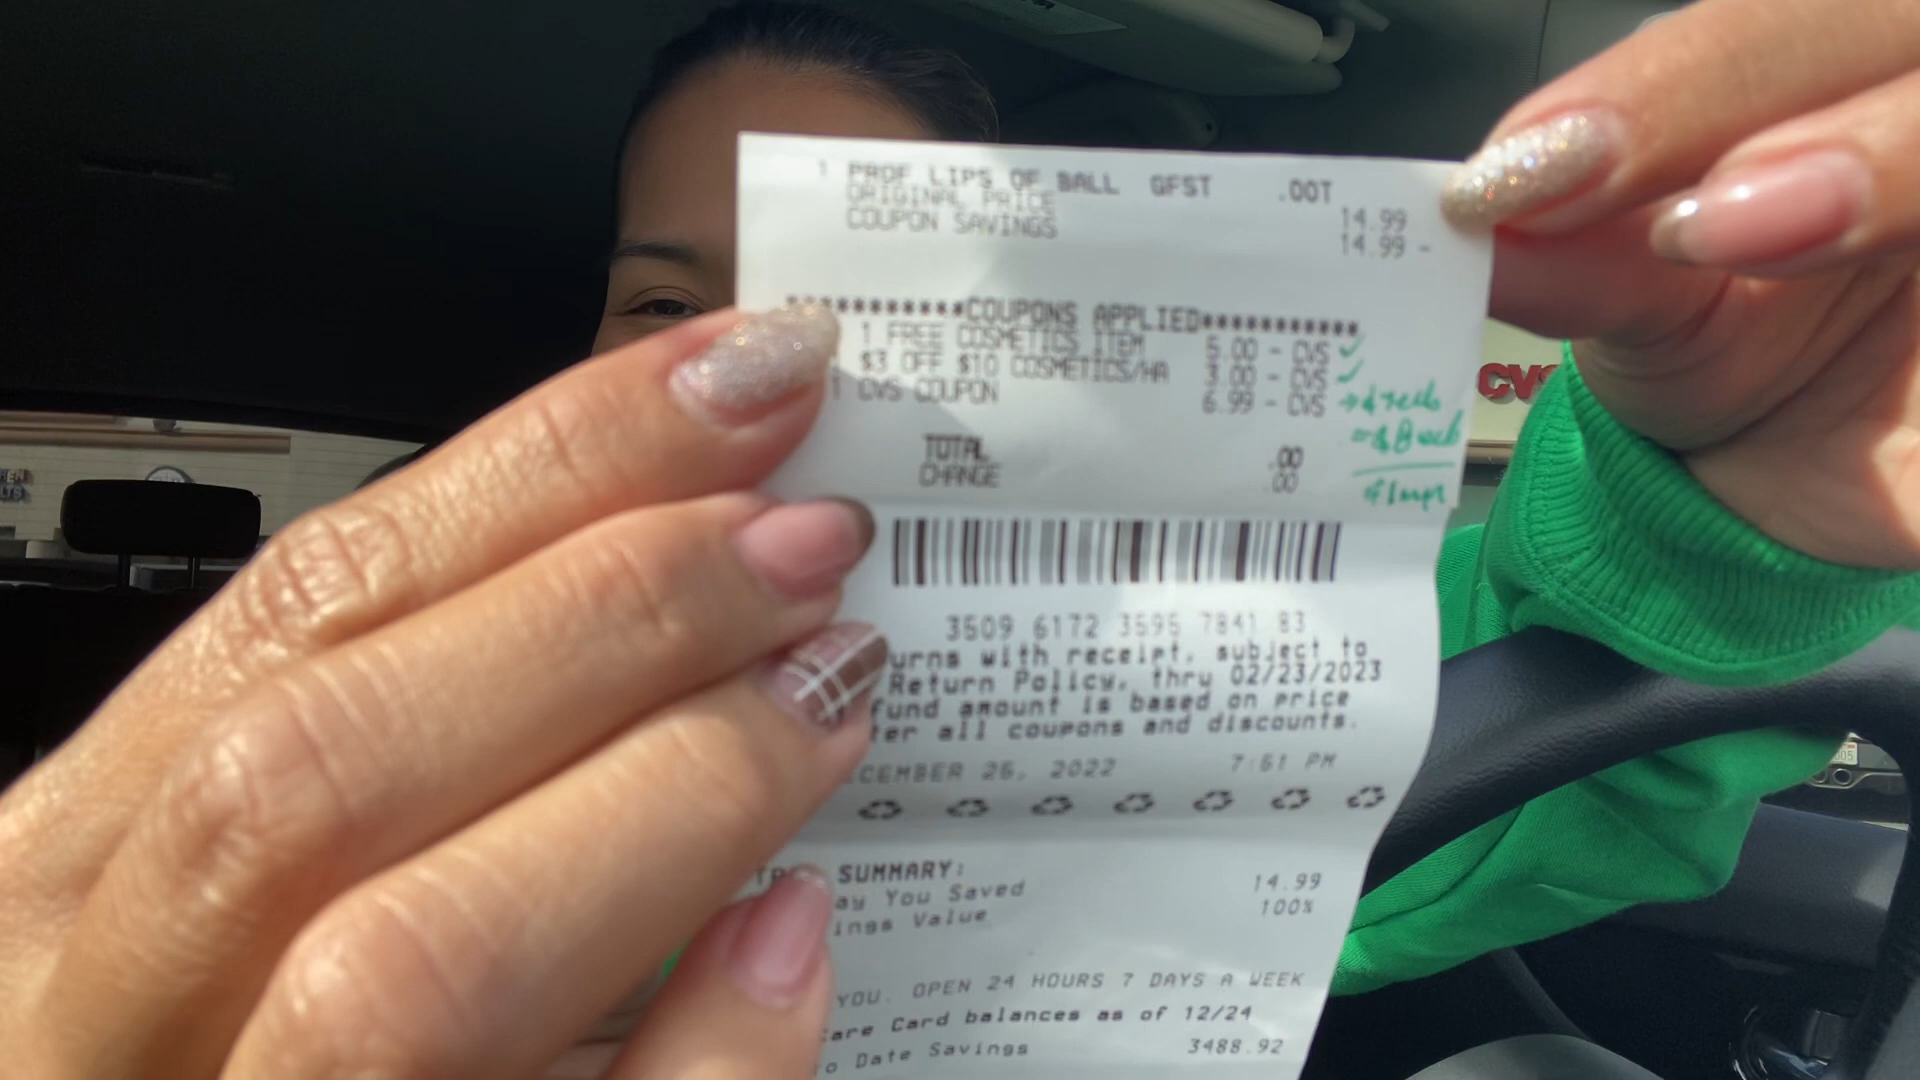 1 PROF LIPS OF BALL GFST .00T
ORIGINAL PRICE 14.99
COUPON SAVINGS 14.99 -
***********COUPONS APPLIED***********
1 FREE COSMETICS ITEM 5.00 - CVS ✓
$3 OFF $10 COSMETICS/HA 3.00 - CVS ✓
1 CVS COUPON 6.99 - CVS
TOTAL .00
CHANGE .00
3509 6172 3595 7841 83
urns with receipt, subject to
Return Policy, thru 02/23/2023
fund amount is based on price
ter all coupons and discounts.
ECEMBER 25, 2022 7:51 PM
SUMMARY:
ay You Saved 14.99
ings Value 100%
YOU. OPEN 24 HOURS 7 DAYS A WEEK
Care Card balances as of 12/24
o Date Savings 3488.92
CVS